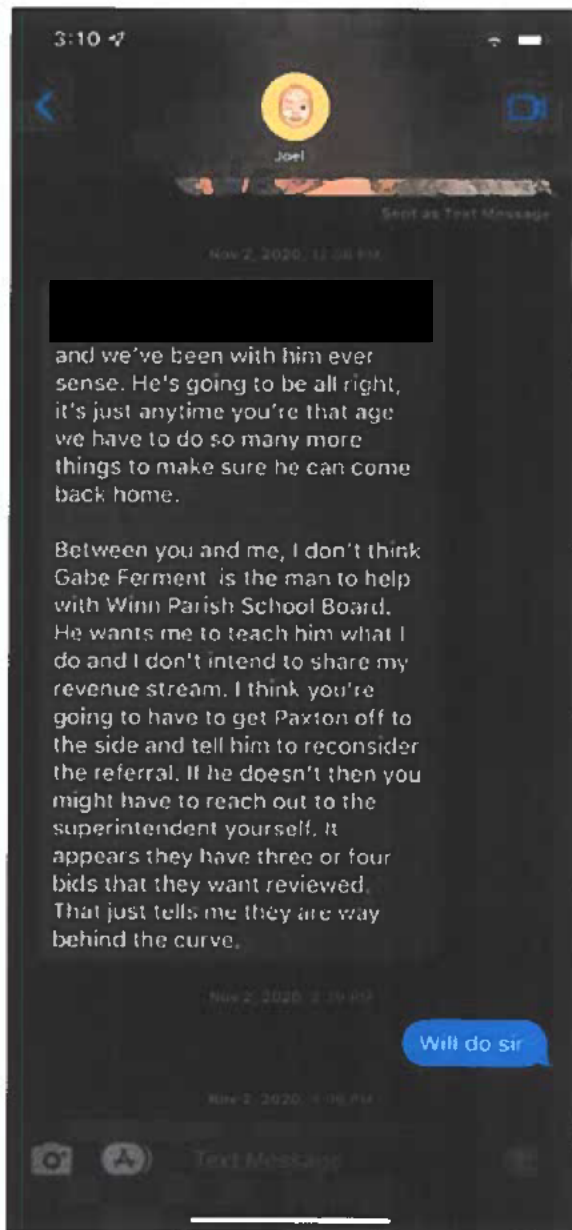 3:10
Joel
Sent as Text Message
Nov 2, 2020,
and we've been with him ever
sense. He's going to be all right,
it's just anytime you're that age
we have to do so many more
things to make sure he can come
back home.
Between you and me, I don't think
Gabe Ferment is the man to help
with Winn Parish School Board.
He wants me to teach him what I
do and I don't intend to share my
revenue stream. I think you're
going to have to get Paxton off to
the side and tell him to reconsider
the referral. If he doesn't then you
might have to reach out to the
superintendent yourself. It
appears they have three or four
bids that they want reviewed.
That just tells me they are way
behind the curve.
Nov 2, 2020,
Will do sir
Nov 2, 2020,
Text Message